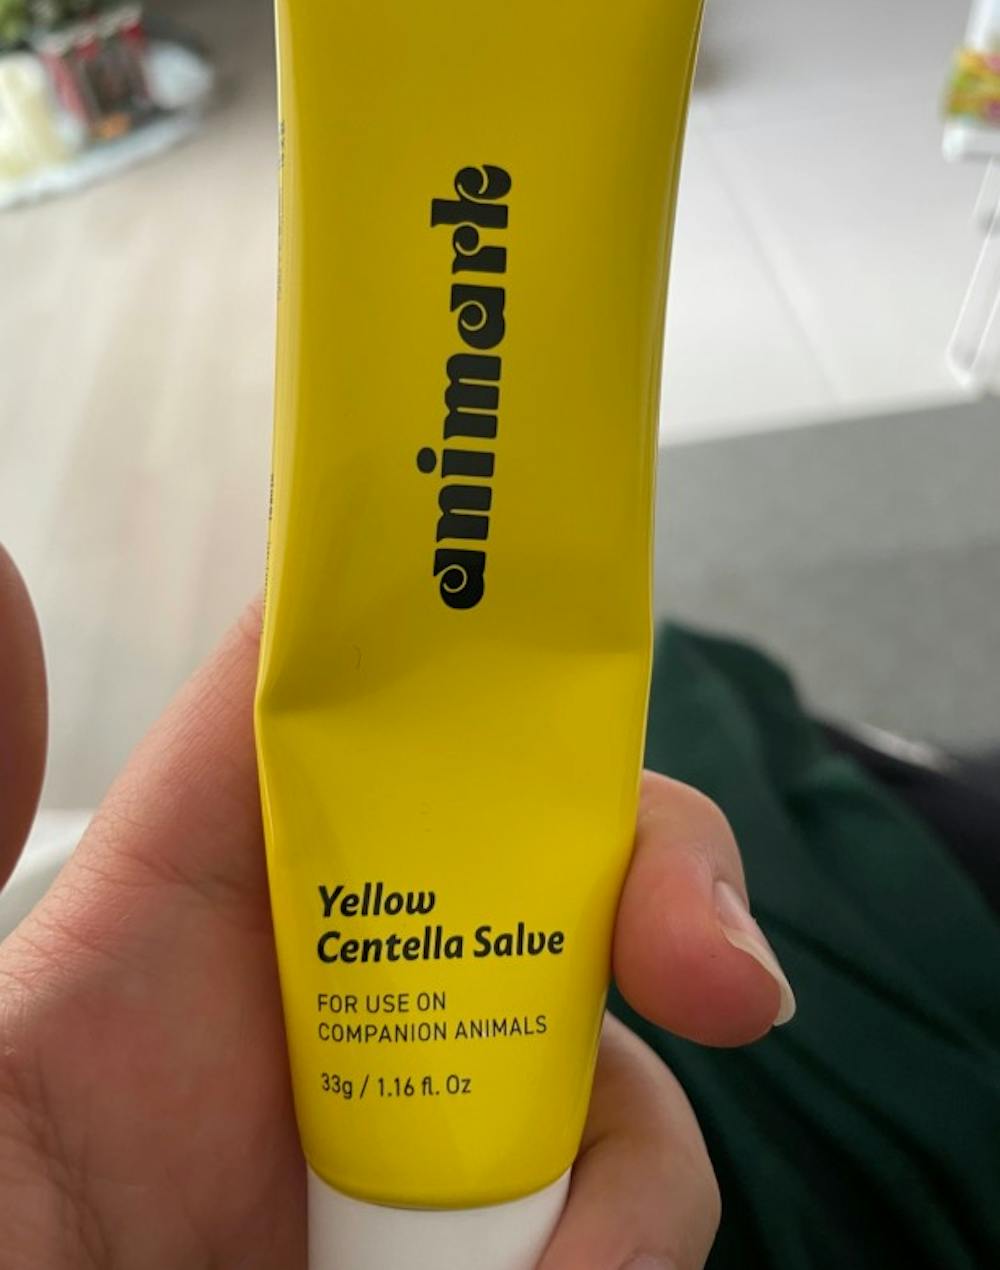 animark
Yellow
Centella Salve
FOR USE ON
COMPANION ANIMALS
33g / 1.16 fl. Oz